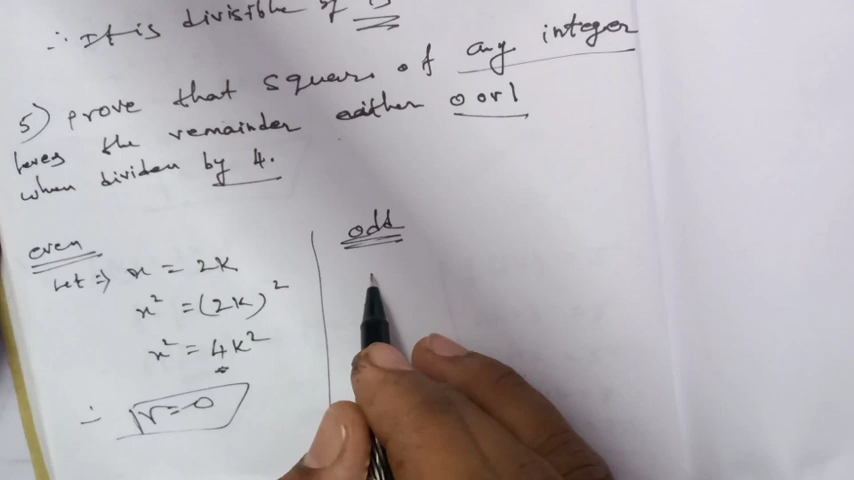 ∴ It is divisible by
5) prove that square of any integer
leves the remainder either 0 or 1
when dividen by 4.
even
Let ⇒ x = 2k
x² = (2k)²
x² = 4k²
∴ r=0
odd